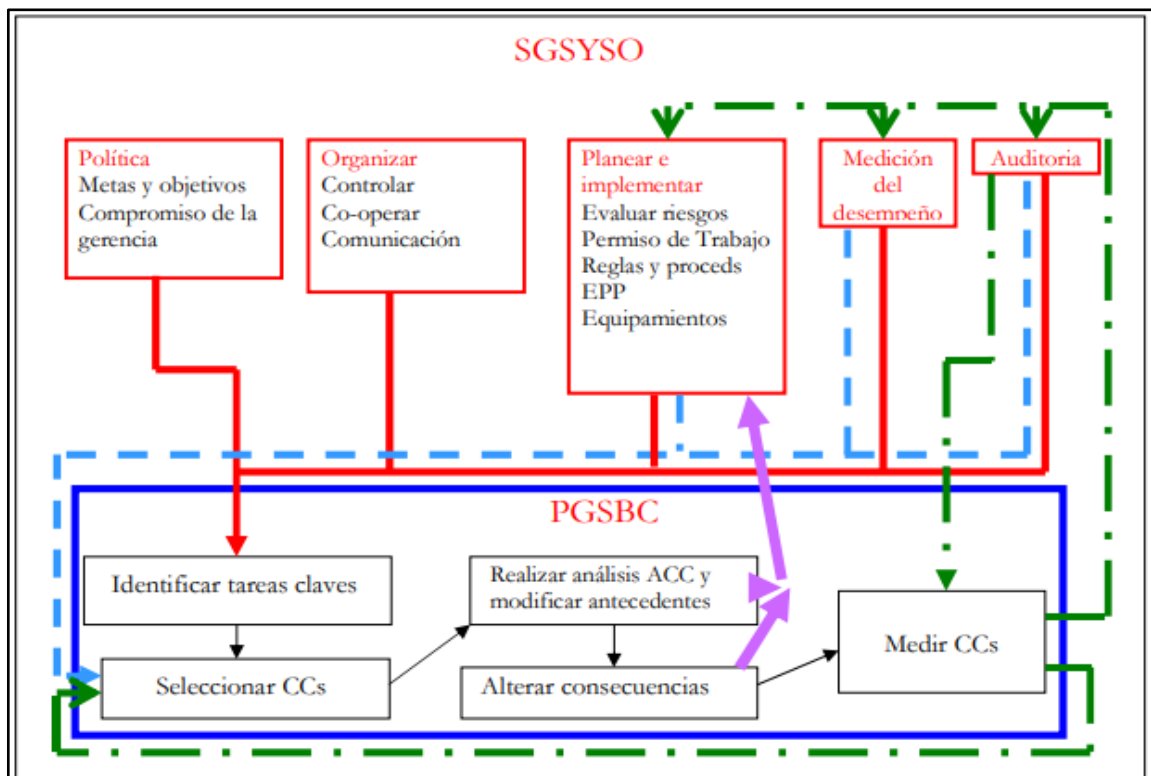 SGSYSO
Política
Metas y objetivos
Compromiso de la
gerencia
Organizar
Controlar
Co-operar
Comunicación
Planear e
implementar
Evaluar riesgos
Permiso de Trabajo
Reglas y proceds
EPP
Equipamientos
Medición
del
desempeño
Auditoria
PGSBC
Identificar tareas claves
Seleccionar CCs
Realizar análisis ACC y
modificar antecedentes
Alterar consecuencias
Medir CCs